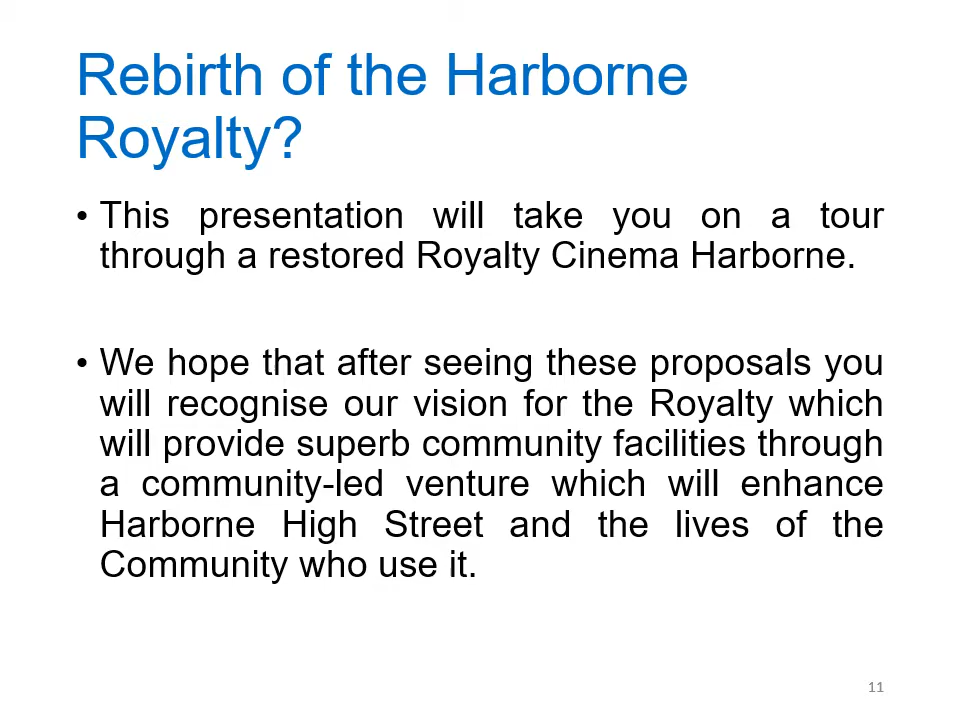 Rebirth of the Harborne
Royalty?
• This presentation will take you on a tour
through a restored Royalty Cinema Harborne.
• We hope that after seeing these proposals you
will recognise our vision for the Royalty which
will provide superb community facilities through
a community-led venture which will enhance
Harborne High Street and the lives of the
Community who use it.
11